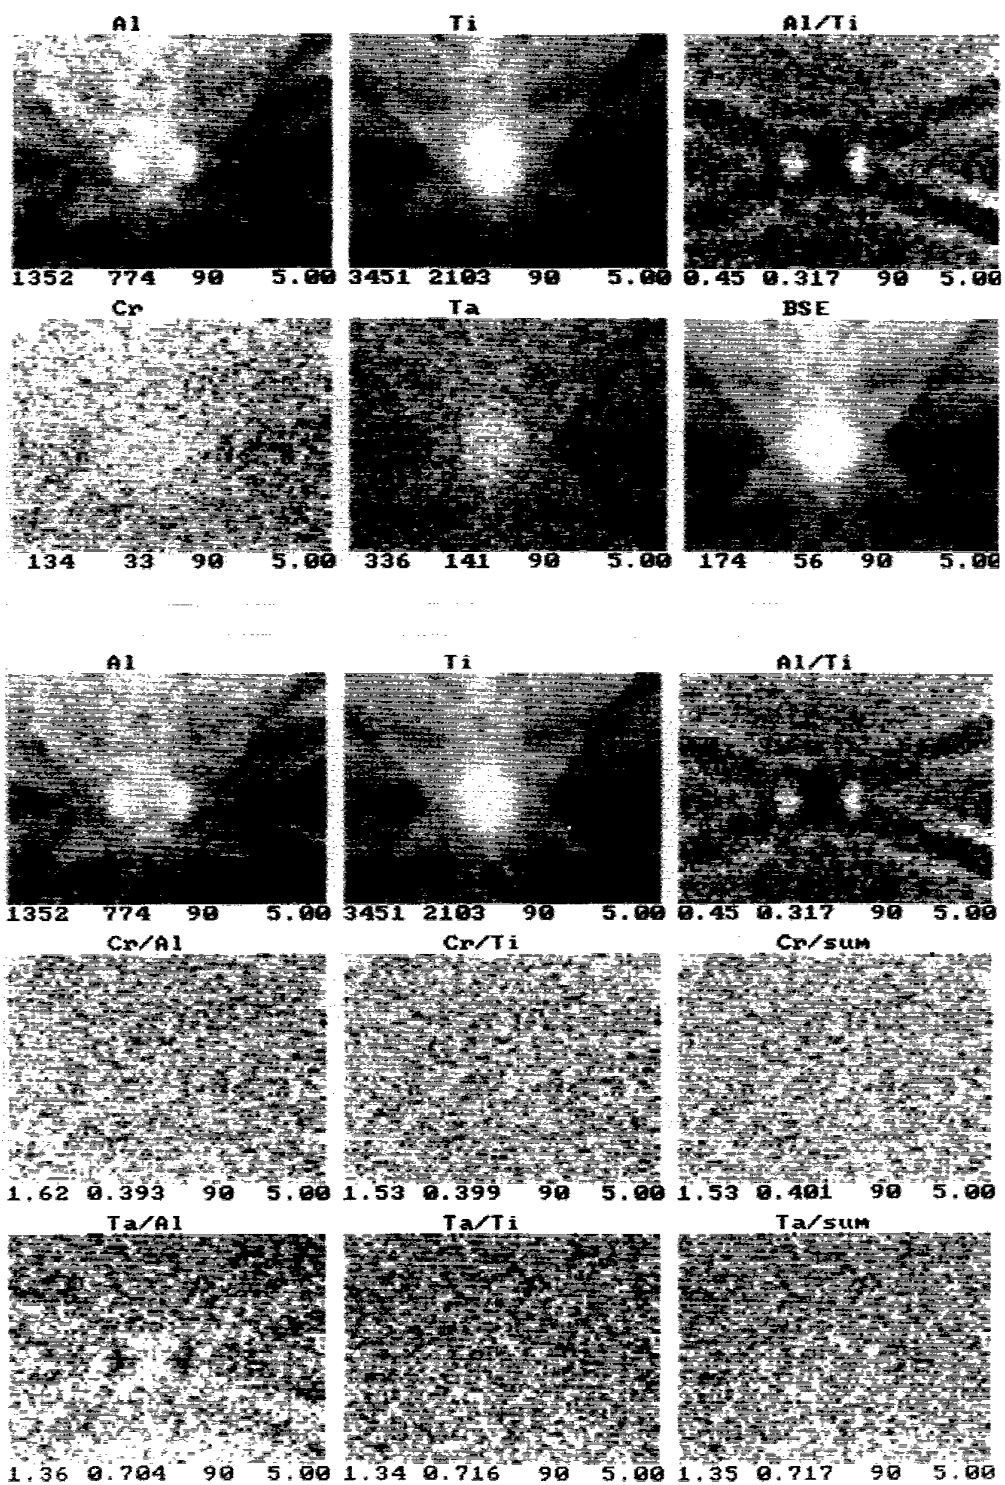 Al Ti Al/Ti
1352 774 90 5.00 3451 2103 90 5.00 0.45 0.317 90 5.00
Cr Ta BSE
134 33 90 5.00 336 141 90 5.00 174 56 90 5.00
Al Ti Al/Ti
1352 774 90 5.00 3451 2103 90 5.00 0.45 0.317 90 5.00
Cr/Al Cr/Ti Cr/sum
1.62 0.393 90 5.00 1.53 0.399 90 5.00 1.53 0.401 90 5.00
Ta/Al Ta/Ti Ta/sum
1.36 0.704 90 5.00 1.34 0.716 90 5.00 1.35 0.717 90 5.00